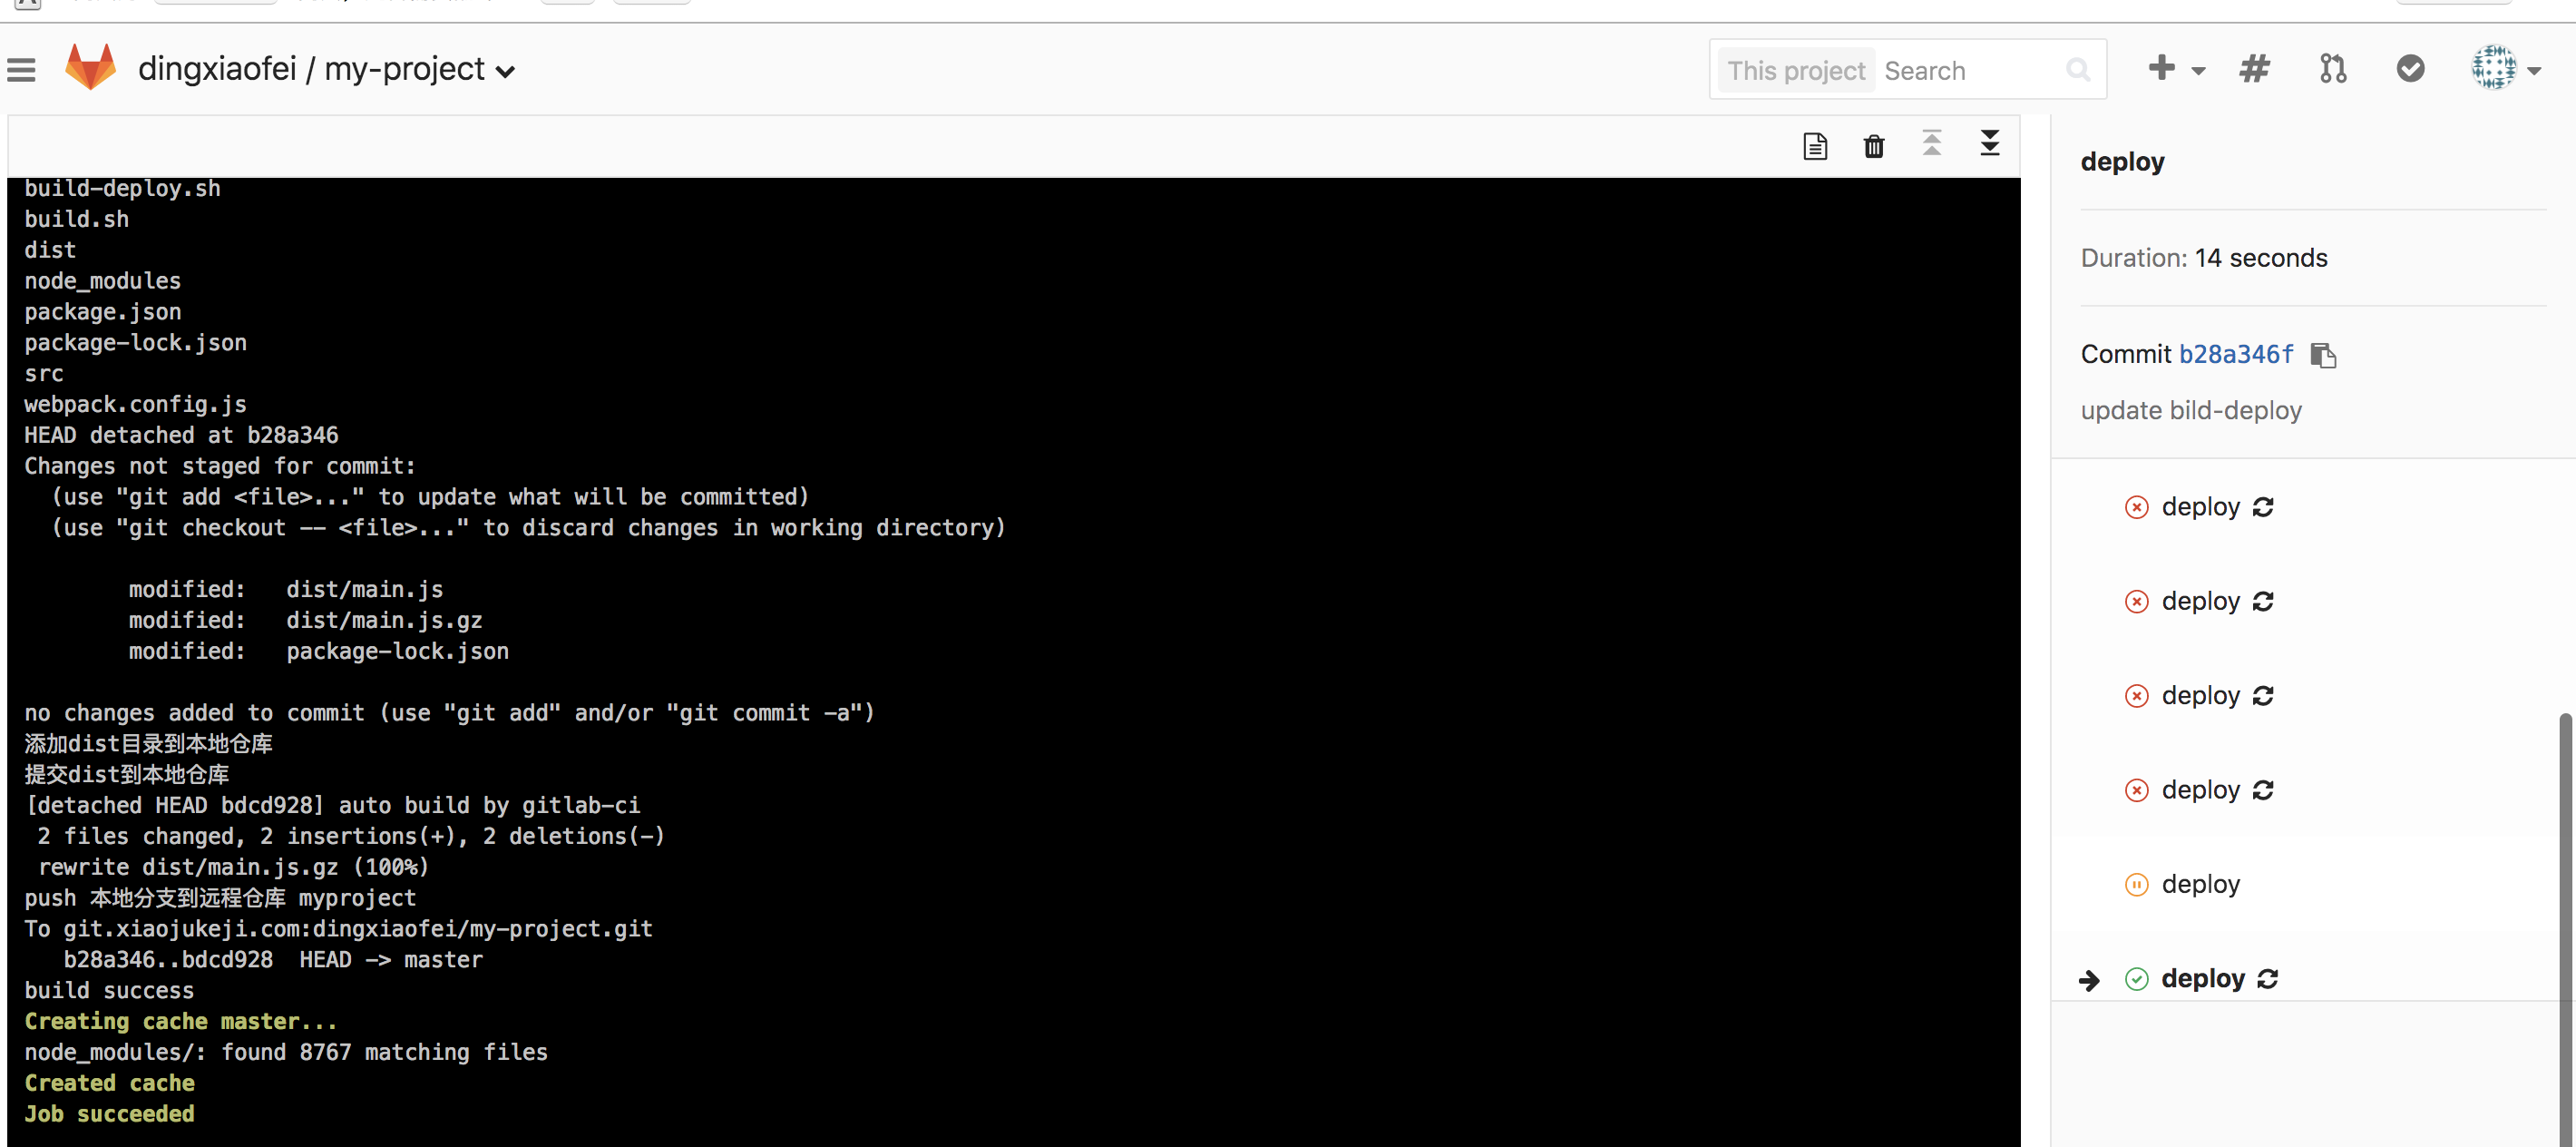 dingxiaofei / my-project
This project Search
build-deploy.sh
build.sh
dist
node_modules
package.json
package-lock.json
src
webpack.config.js
HEAD detached at b28a346
Changes not staged for commit:
(use "git add <file>..." to update what will be committed)
(use "git checkout -- <file>..." to discard changes in working directory)
modified: dist/main.js
modified: dist/main.js.gz
modified: package-lock.json
no changes added to commit (use "git add" and/or "git commit -a")
添加dist目录到本地仓库
提交dist到本地仓库
[detached HEAD bdcd928] auto build by gitlab-ci
2 files changed, 2 insertions(+), 2 deletions(-)
rewrite dist/main.js.gz (100%)
push 本地分支到远程仓库 myproject
To git.xiaojukeji.com:dingxiaofei/my-project.git
b28a346..bdcd928 HEAD -> master
build success
Creating cache master...
node_modules/: found 8767 matching files
Created cache
Job succeeded
deploy
Duration: 14 seconds
Commit b28a346f
update bild-deploy
deploy
deploy
deploy
deploy
deploy
deploy